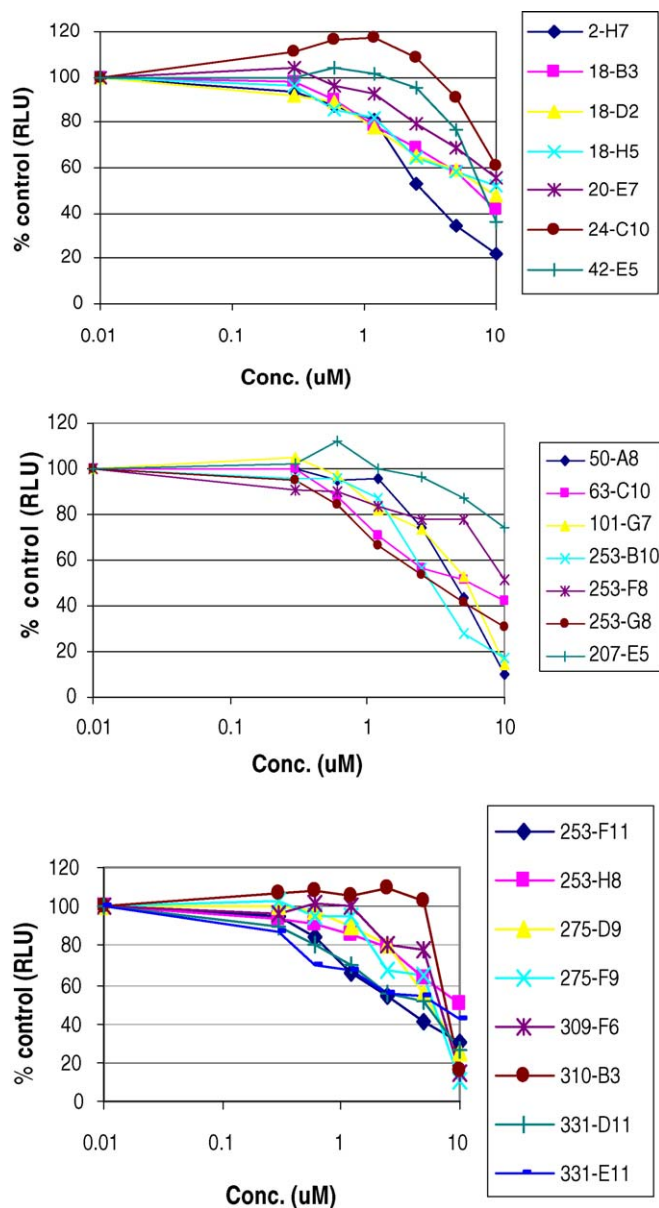 120
100
80
60
40
20
0
% control (RLU)
0.01
0.1
1
10
Conc. (uM)
2-H7
18-B3
18-D2
18-H5
20-E7
24-C10
42-E5
120
100
80
60
40
20
0
% control (RLU)
0.01
0.1
1
10
Conc. (uM)
50-A8
63-C10
101-G7
253-B10
253-F8
253-G8
207-E5
120
100
80
60
40
20
0
% control (RLU)
0.01
0.1
1
10
Conc. (uM)
253-F11
253-H8
275-D9
275-F9
309-F6
310-B3
331-D11
331-E11